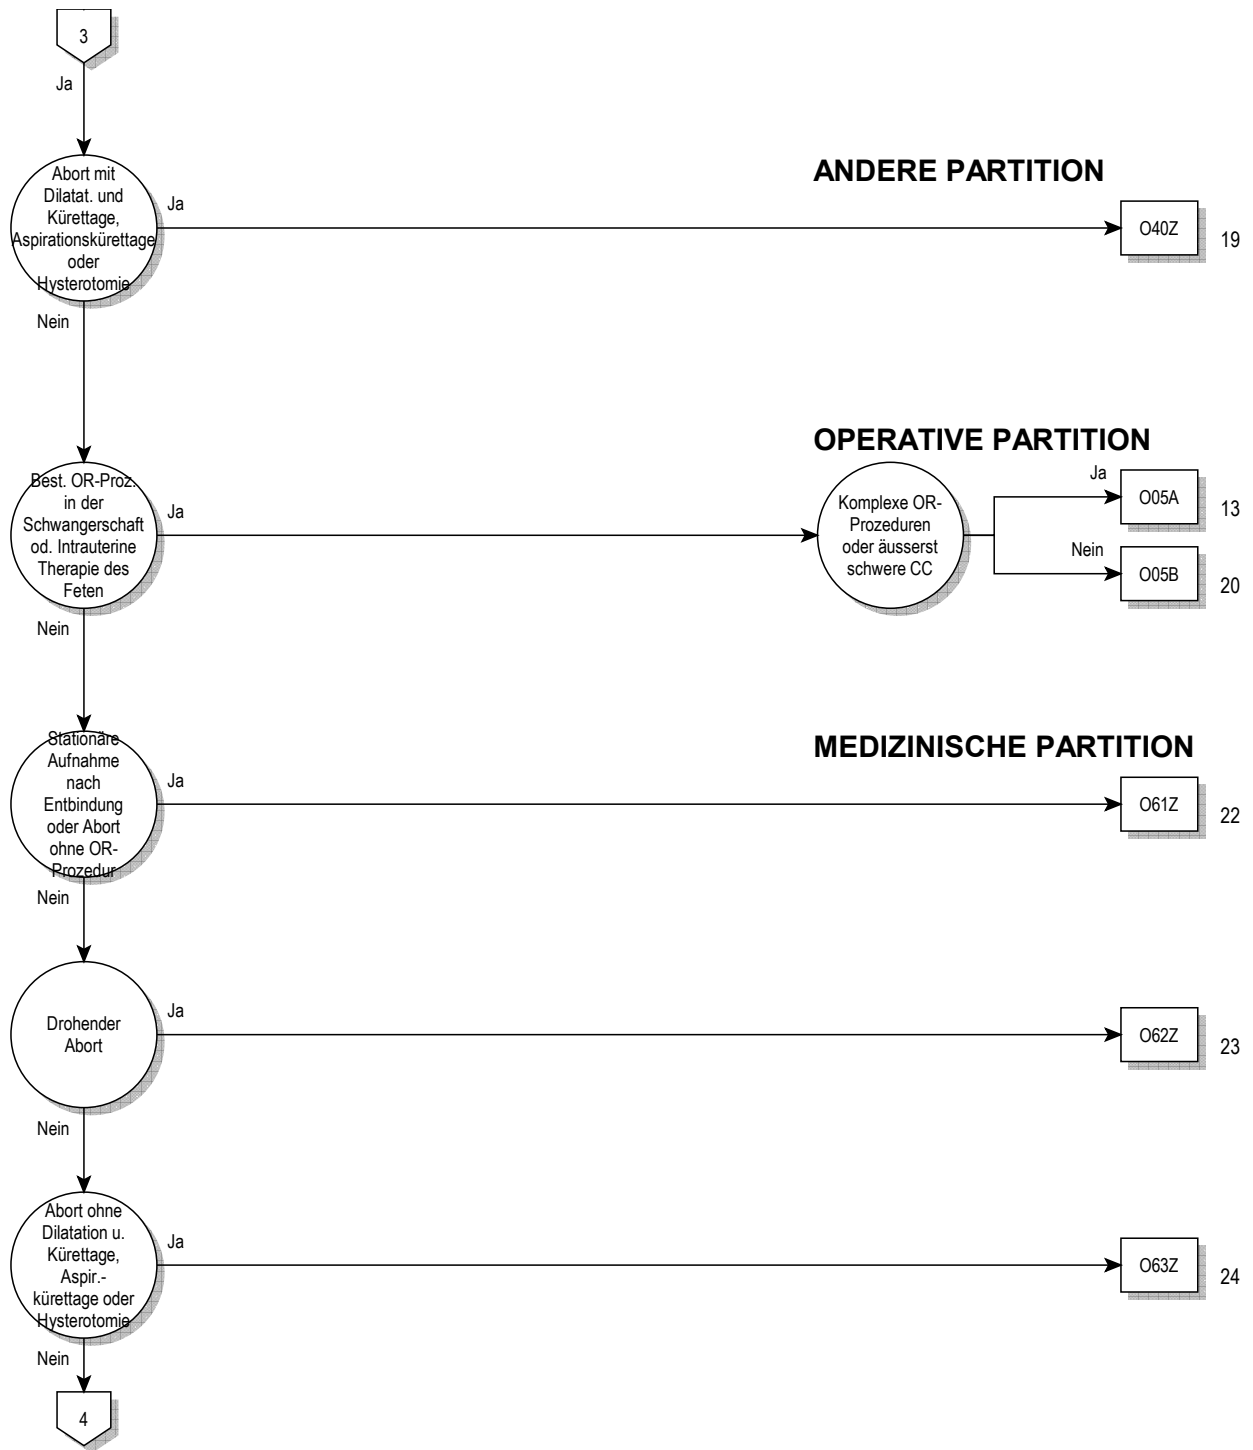 3
Ja
Abort mit
Dilatat. und
Kürettage,
Aspirationskürettage
oder
Hysterotomie
Ja
ANDERE PARTITION
O40Z
19
Nein
OPERATIVE PARTITION
Best. OR-Proz.
in der
Schwangerschaft
od. Intrauterine
Therapie des
Feten
Ja
Komplexe OR-
Prozeduren
oder äusserst
schwere CC
Ja
O05A
13
Nein
O05B
20
Nein
MEDIZINISCHE PARTITION
Stationäre
Aufnahme
nach
Entbindung
oder Abort
ohne OR-
Prozedur
Ja
O61Z
22
Nein
Drohender
Abort
Ja
O62Z
23
Nein
Abort ohne
Dilatation u.
Kürettage,
Aspir.-
kürettage oder
Hysterotomie
Ja
O63Z
24
Nein
4